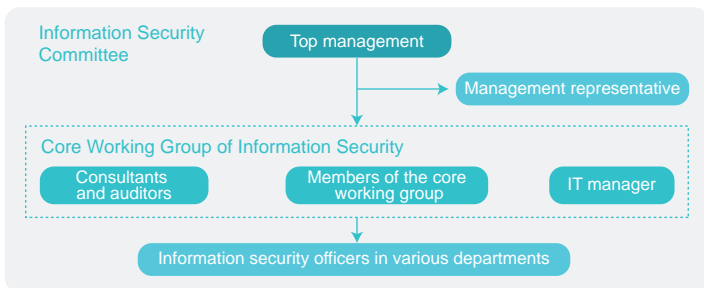 Information Security
Committee
Top management
Management representative
Core Working Group of Information Security
Consultants
and auditors
Members of the core
working group
IT manager
Information security officers in various departments